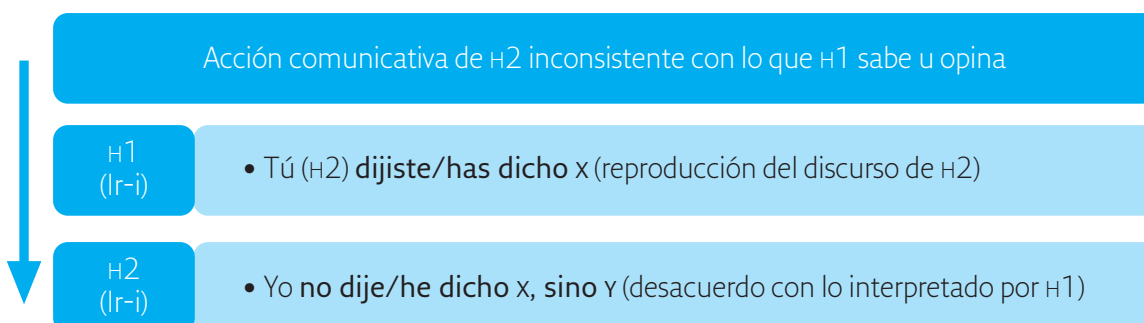 Acción comunicativa de H2 inconsistente con lo que H1 sabe u opina
H1
(Ir-i)
• Tú (H2) dijiste/has dicho X (reproducción del discurso de H2)
H2
(Ir-i)
• Yo no dije/he dicho X, sino Y (desacuerdo con lo interpretado por H1)